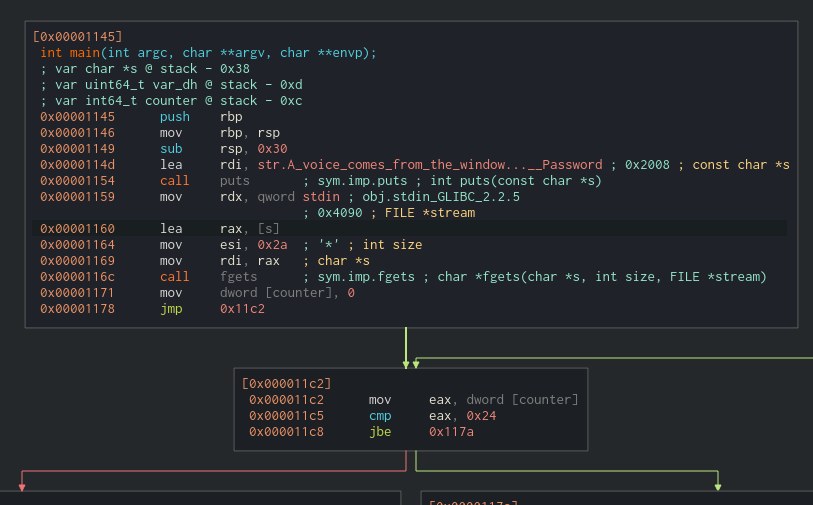 [0x00001145]
int main(int argc, char **argv, char **envp);
; var char *s @ stack - 0x38
; var uint64_t var_dh @ stack - 0xd
; var int64_t counter @ stack - 0xc
0x00001145 push rbp
0x00001146 mov rbp, rsp
0x00001149 sub rsp, 0x30
0x0000114d lea rdi, str.A_voice_comes_from_the_window...__Password ; 0x2008 ; const char *s
0x00001154 call puts ; sym.imp.puts ; int puts(const char *s)
0x00001159 mov rdx, qword stdin ; obj.stdin_GLIBC_2.2.5
; 0x4090 ; FILE *stream
0x00001160 lea rax, [s]
0x00001164 mov esi, 0x2a ; '*' ; int size
0x00001169 mov rdi, rax ; char *s
0x0000116c call fgets ; sym.imp.fgets ; char *fgets(char *s, int size, FILE *stream)
0x00001171 mov dword [counter], 0
0x00001178 jmp 0x11c2
[0x000011c2]
0x000011c2 mov eax, dword [counter]
0x000011c5 cmp eax, 0x24
0x000011c8 jbe 0x117a